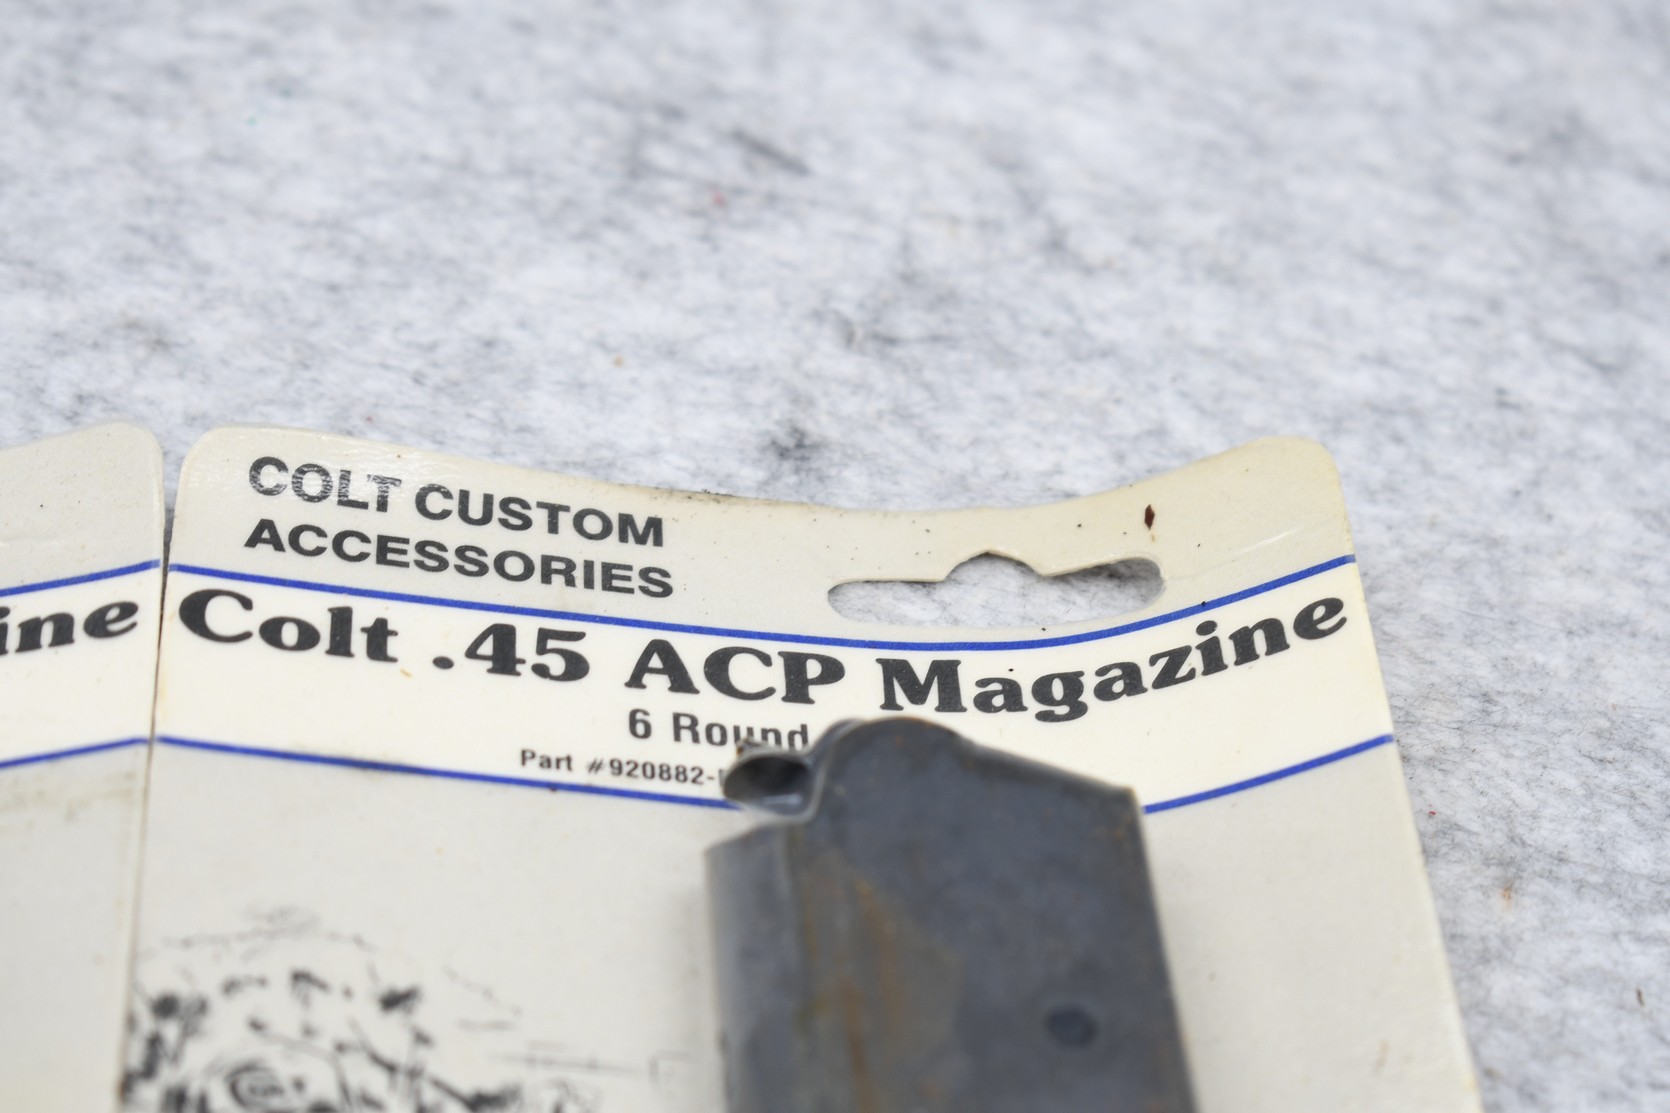 COLT CUSTOM
ACCESSORIES
ine
Colt .45 ACP Magazine
6 Round
Part #920882-